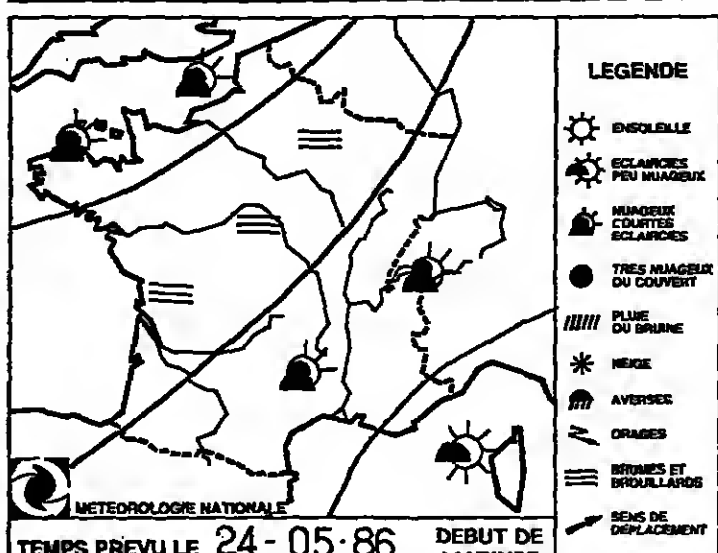 LEGENDE
ENSOLEILLE
ECLAIRCIES
PEU NUAGEUX
NUAGEUX
COURTES
ECLAIRCIES
TRES NUAGEUX
OU COUVERT
PLUIE
OU BRUINE
NEIGE
AVERSES
ORAGES
BRUMES ET
BROUILLARDS
SENS DE
DEPLACEMENT
METEOROLOGIE NATIONALE
TEMPS PREVU LE 24-05-86 DEBUT DE